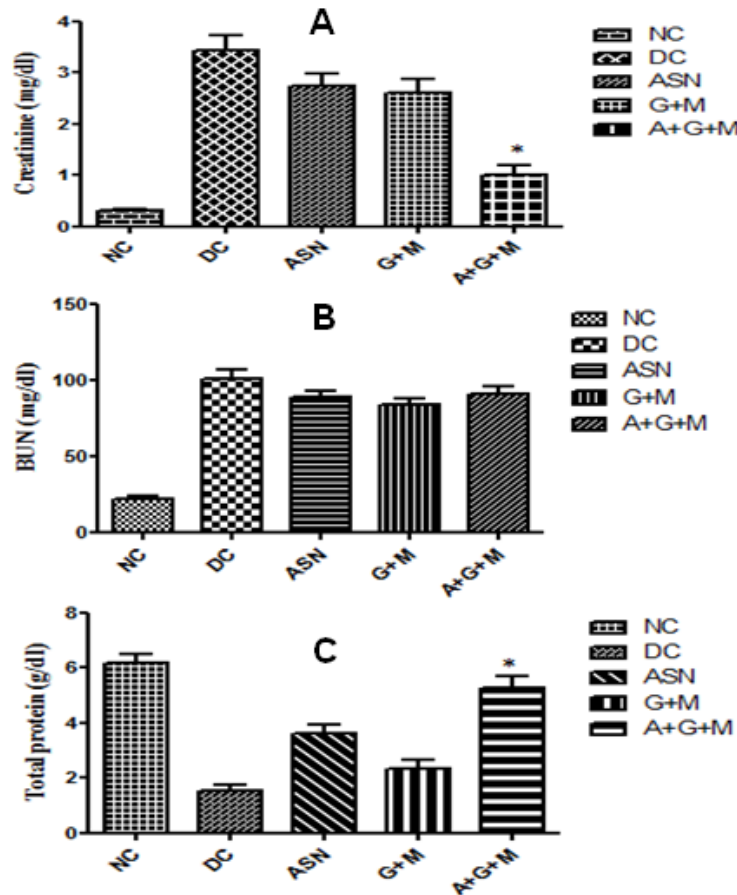 A
Creatinine (mg/dl)
4
3
2
1
0
NC
DC
ASN
G+M
A+G+M
*
NC
DC
ASN
G+M
A+G+M
B
BUN (mg/dl)
150
100
50
0
NC
DC
ASN
G+M
A+G+M
NC
DC
ASN
G+M
A+G+M
C
Total protein (g/dl)
8
6
4
2
0
NC
DC
ASN
G+M
A+G+M
*
NC
DC
ASN
G+M
A+G+M